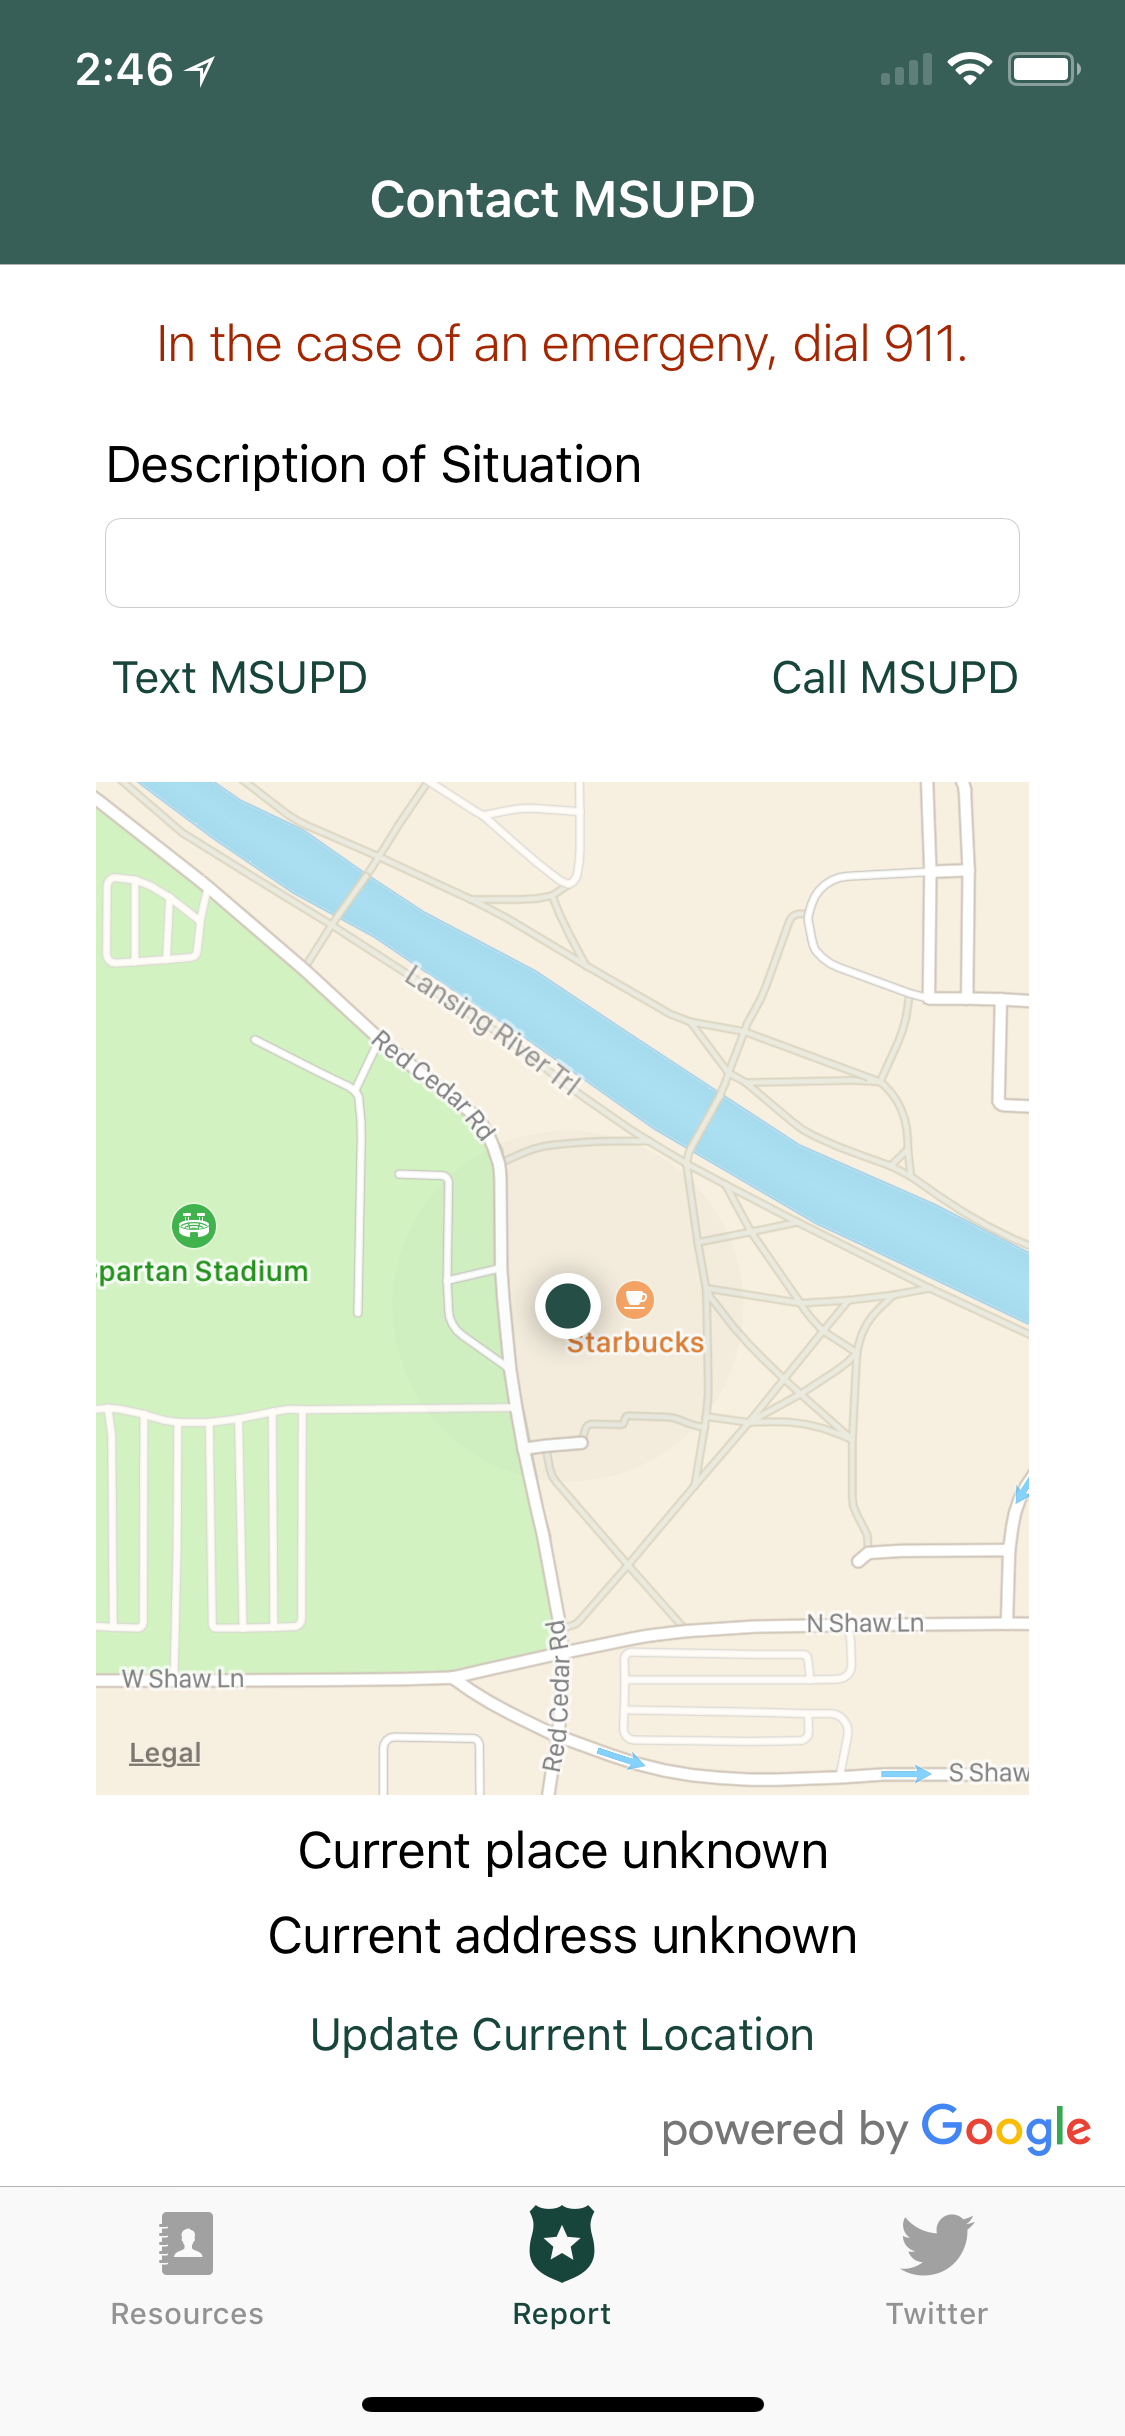 2:46
Contact MSUPD
In the case of an emergeny, dial 911.
Description of Situation
Text MSUPD
Call MSUPD
Lansing River Trl
Red Cedar Rd
partan Stadium
Starbucks
N Shaw Ln
W Shaw Ln
Red Cedar Rd
Legal
S Shaw
Current place unknown
Current address unknown
Update Current Location
powered by Google
Resources
Report
Twitter